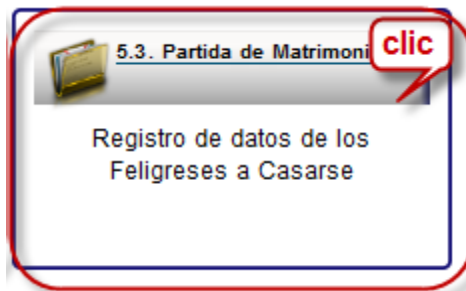 5.3. Partida de Matrimoni
clic
Registro de datos de los
Feligreses a Casarse